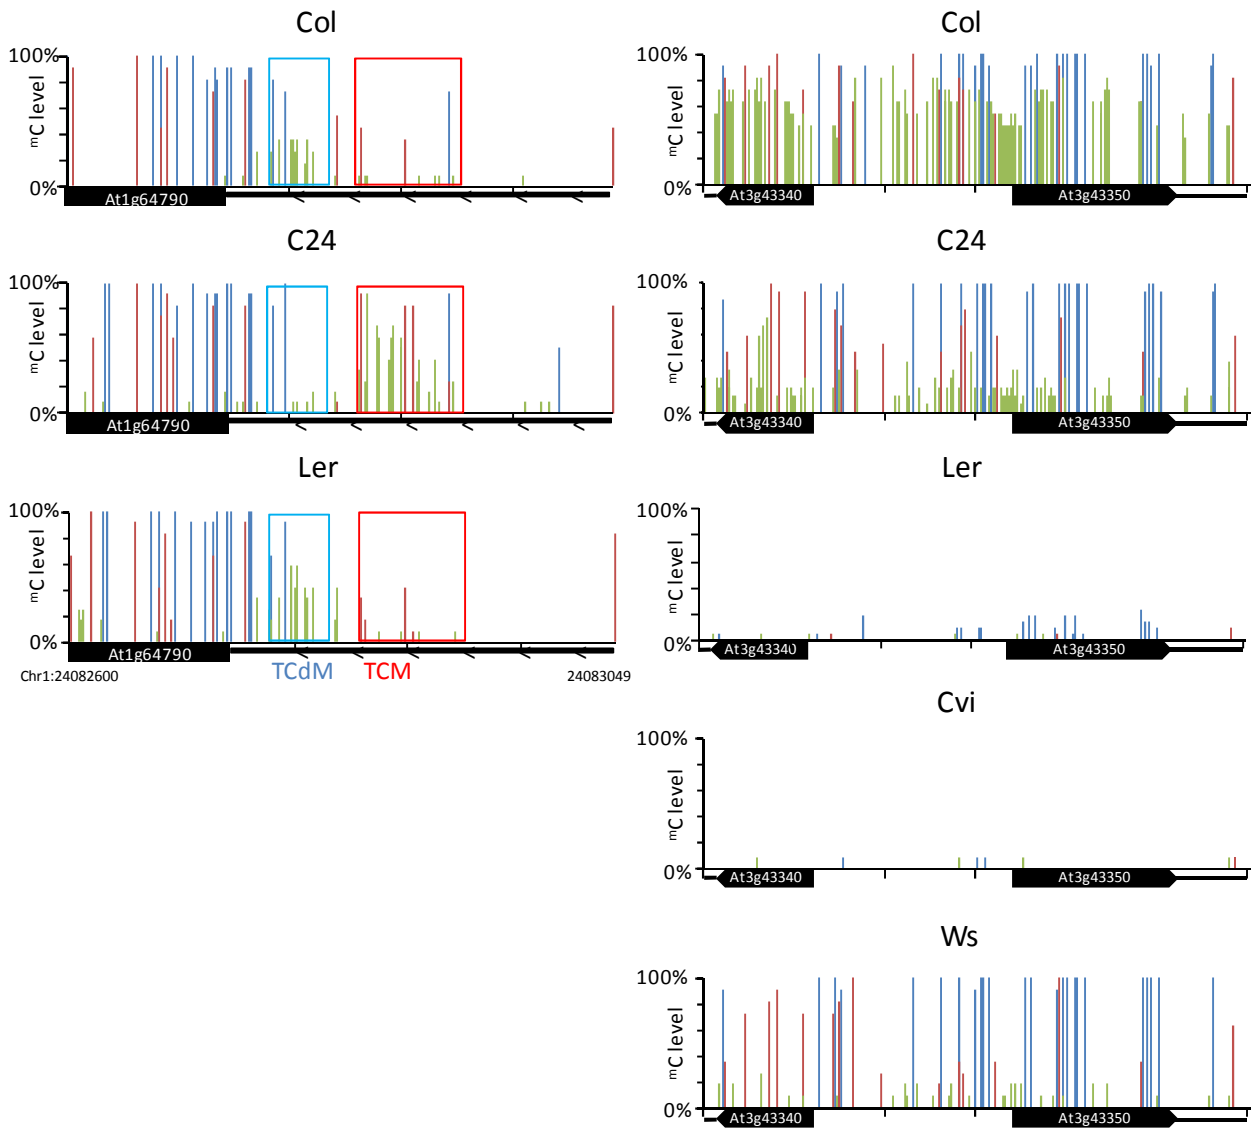 Col
100%
mC level
0%
At1g64790
C24
100%
mC level
0%
At1g64790
Ler
100%
mC level
0%
At1g64790
Chr1:24082600
TCdM
TCM
24083049
Col
100%
mC level
0%
At3g43340
At3g43350
C24
100%
mC level
0%
At3g43340
At3g43350
Ler
100%
mC level
0%
At3g43340
At3g43350
Cvi
100%
mC level
0%
At3g43340
At3g43350
Ws
100%
mC level
0%
At3g43340
At3g43350